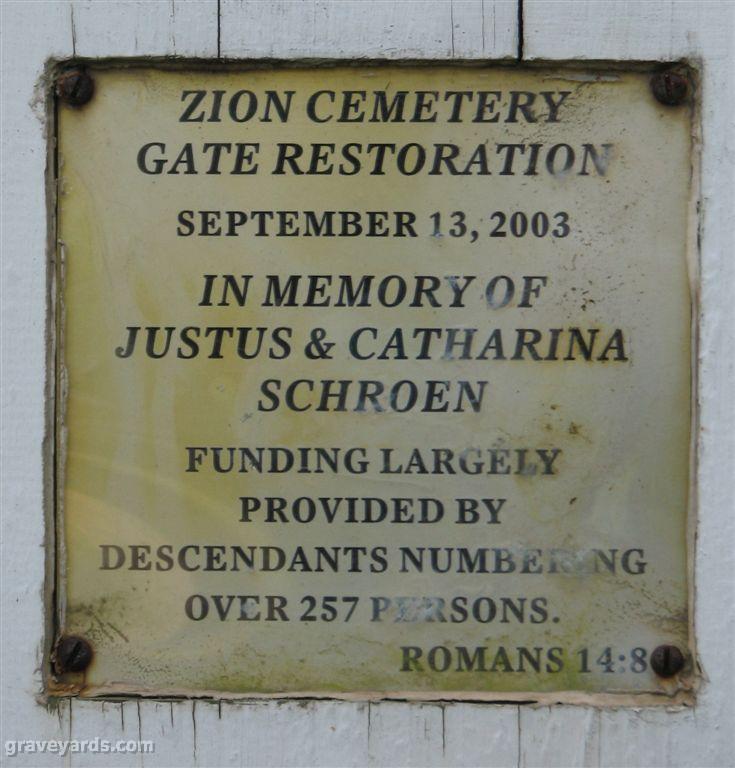 ZION CEMETERY
GATE RESTORATION
SEPTEMBER 13, 2003
IN MEMORY OF
JUSTUS & CATHARINA
SCHROEN
FUNDING LARGELY
PROVIDED BY
DESCENDANTS NUMBERING
OVER 257 PERSONS.
ROMANS 14:8
graveyards.com